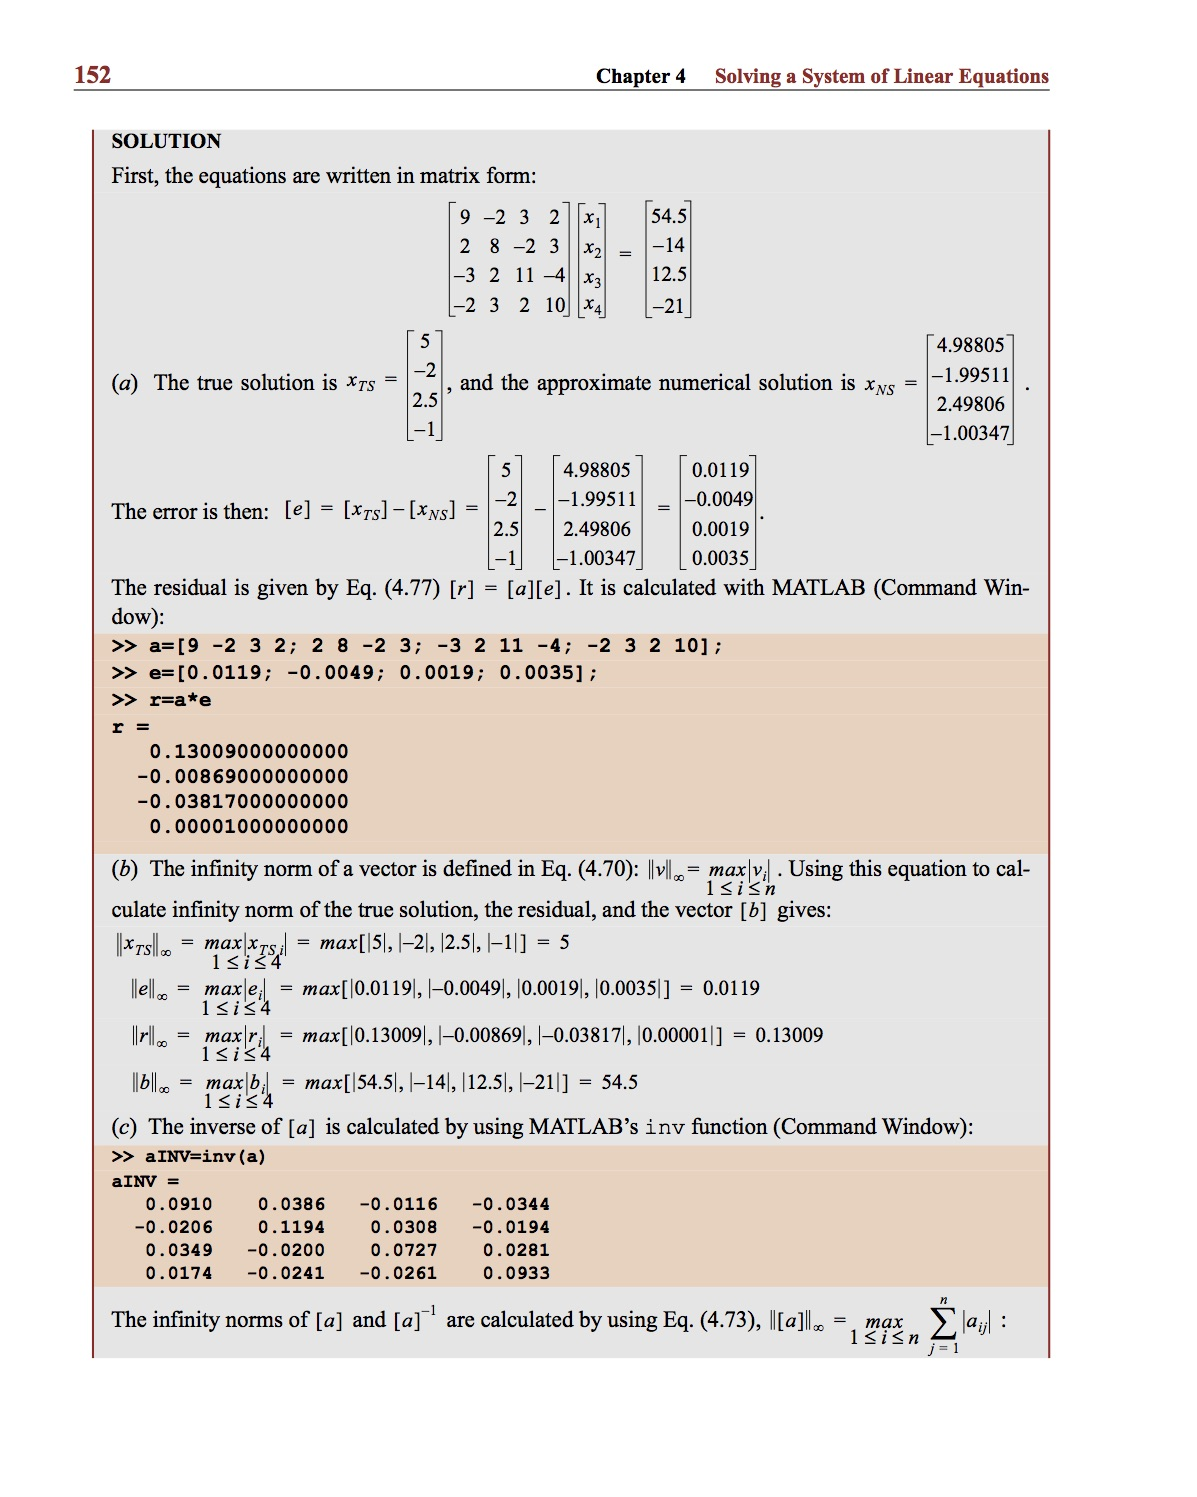 152 Chapter 4 Solving a System of Linear Equations
SOLUTION
First, the equations are written in matrix form:
[9 –2 3 2; 2 8 –2 3; –3 2 11 –4; –2 3 2 10] [x1; x2; x3; x4] = [54.5; –14; 12.5; –21]
(a) The true solution is xTS = [5; –2; 2.5; –1], and the approximate numerical solution is xNS = [4.98805; –1.99511; 2.49806; –1.00347].
The error is then: [e] = [xTS] – [xNS] = [5; –2; 2.5; –1] – [4.98805; –1.99511; 2.49806; –1.00347] = [0.0119; –0.0049; 0.0019; 0.0035].
The residual is given by Eq. (4.77) [r] = [a][e]. It is calculated with MATLAB (Command Win-
dow):
>> a=[9 -2 3 2; 2 8 -2 3; -3 2 11 -4; -2 3 2 10];
>> e=[0.0119; -0.0049; 0.0019; 0.0035];
>> r=a*e
r =
0.13009000000000
-0.00869000000000
-0.03817000000000
0.00001000000000
(b) The infinity norm of a vector is defined in Eq. (4.70): ‖v‖∞ = max|vi| 1≤i≤n. Using this equation to cal-
culate infinity norm of the true solution, the residual, and the vector [b] gives:
‖xTS‖∞ = max|xTSi| 1≤i≤4 = max[|5|, |–2|, |2.5|, |–1|] = 5
‖e‖∞ = max|ei| 1≤i≤4 = max[|0.0119|, |–0.0049|, |0.0019|, |0.0035|] = 0.0119
‖r‖∞ = max|ri| 1≤i≤4 = max[|0.13009|, |–0.00869|, |–0.03817|, |0.00001|] = 0.13009
‖b‖∞ = max|bi| 1≤i≤4 = max[|54.5|, |–14|, |12.5|, |–21|] = 54.5
(c) The inverse of [a] is calculated by using MATLAB’s inv function (Command Window):
>> aINV=inv(a)
aINV =
0.0910 0.0386 -0.0116 -0.0344
-0.0206 0.1194 0.0308 -0.0194
0.0349 -0.0200 0.0727 0.0281
0.0174 -0.0241 -0.0261 0.0933
The infinity norms of [a] and [a]⁻¹ are calculated by using Eq. (4.73), ‖[a]‖∞ = max 1≤i≤n ∑ j=1 n |aij| :